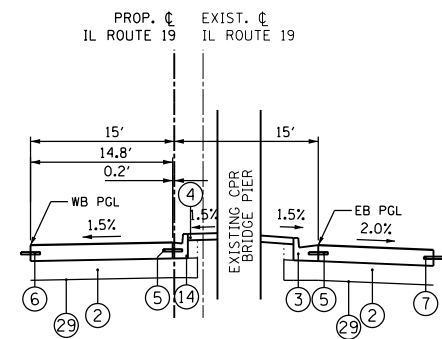 PROP. ℄ EXIST. ℄
IL ROUTE 19 IL ROUTE 19
15' 15'
14.8'
0.2' 4
WB PGL EB PGL
1.5% 1.5% 1.5% 2.0%
EXISTING CPR
BRIDGE PIER
6 2 5 14 3 5 2 7
29 29